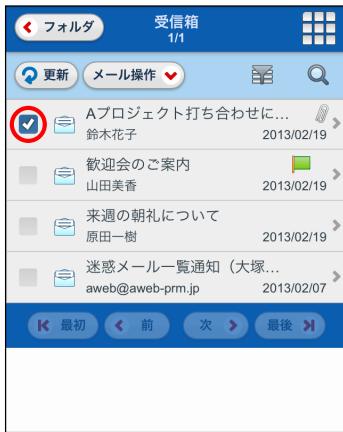 フォルダ
受信箱
1/1
更新
メール操作
Aプロジェクト打ち合わせに...
鈴木花子
2013/02/19
歓迎会のご案内
山田美香
2013/02/19
来週の朝礼について
原田一樹
2013/02/19
迷惑メール一覧通知（大塚...
aweb@aweb-prm.jp
2013/02/07
最初
前
次
最後